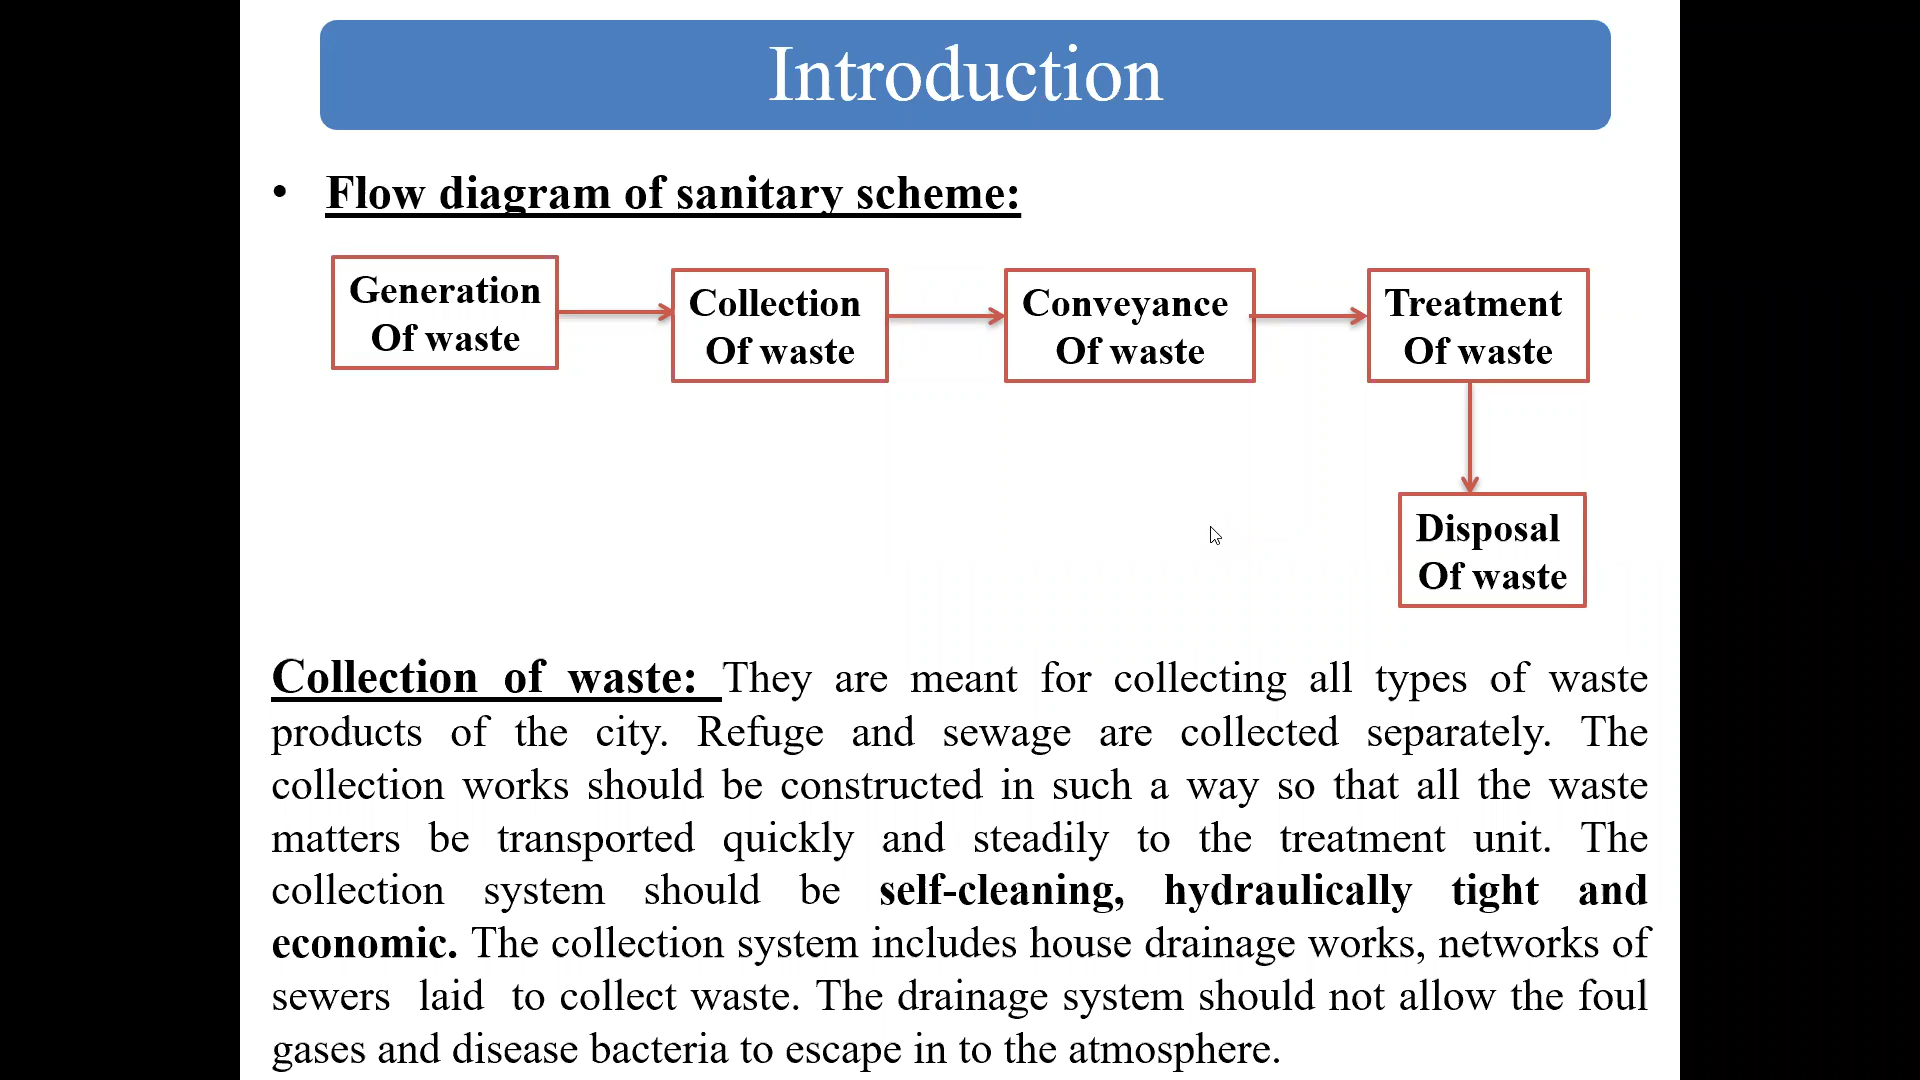 Introduction
• Flow diagram of sanitary scheme:
Generation
Of waste
Collection
Of waste
Conveyance
Of waste
Treatment
Of waste
Disposal
Of waste
Collection of waste: They are meant for collecting all types of waste
products of the city. Refuge and sewage are collected separately. The
collection works should be constructed in such a way so that all the waste
matters be transported quickly and steadily to the treatment unit. The
collection system should be self-cleaning, hydraulically tight and
economic. The collection system includes house drainage works, networks of
sewers laid to collect waste. The drainage system should not allow the foul
gases and disease bacteria to escape in to the atmosphere.